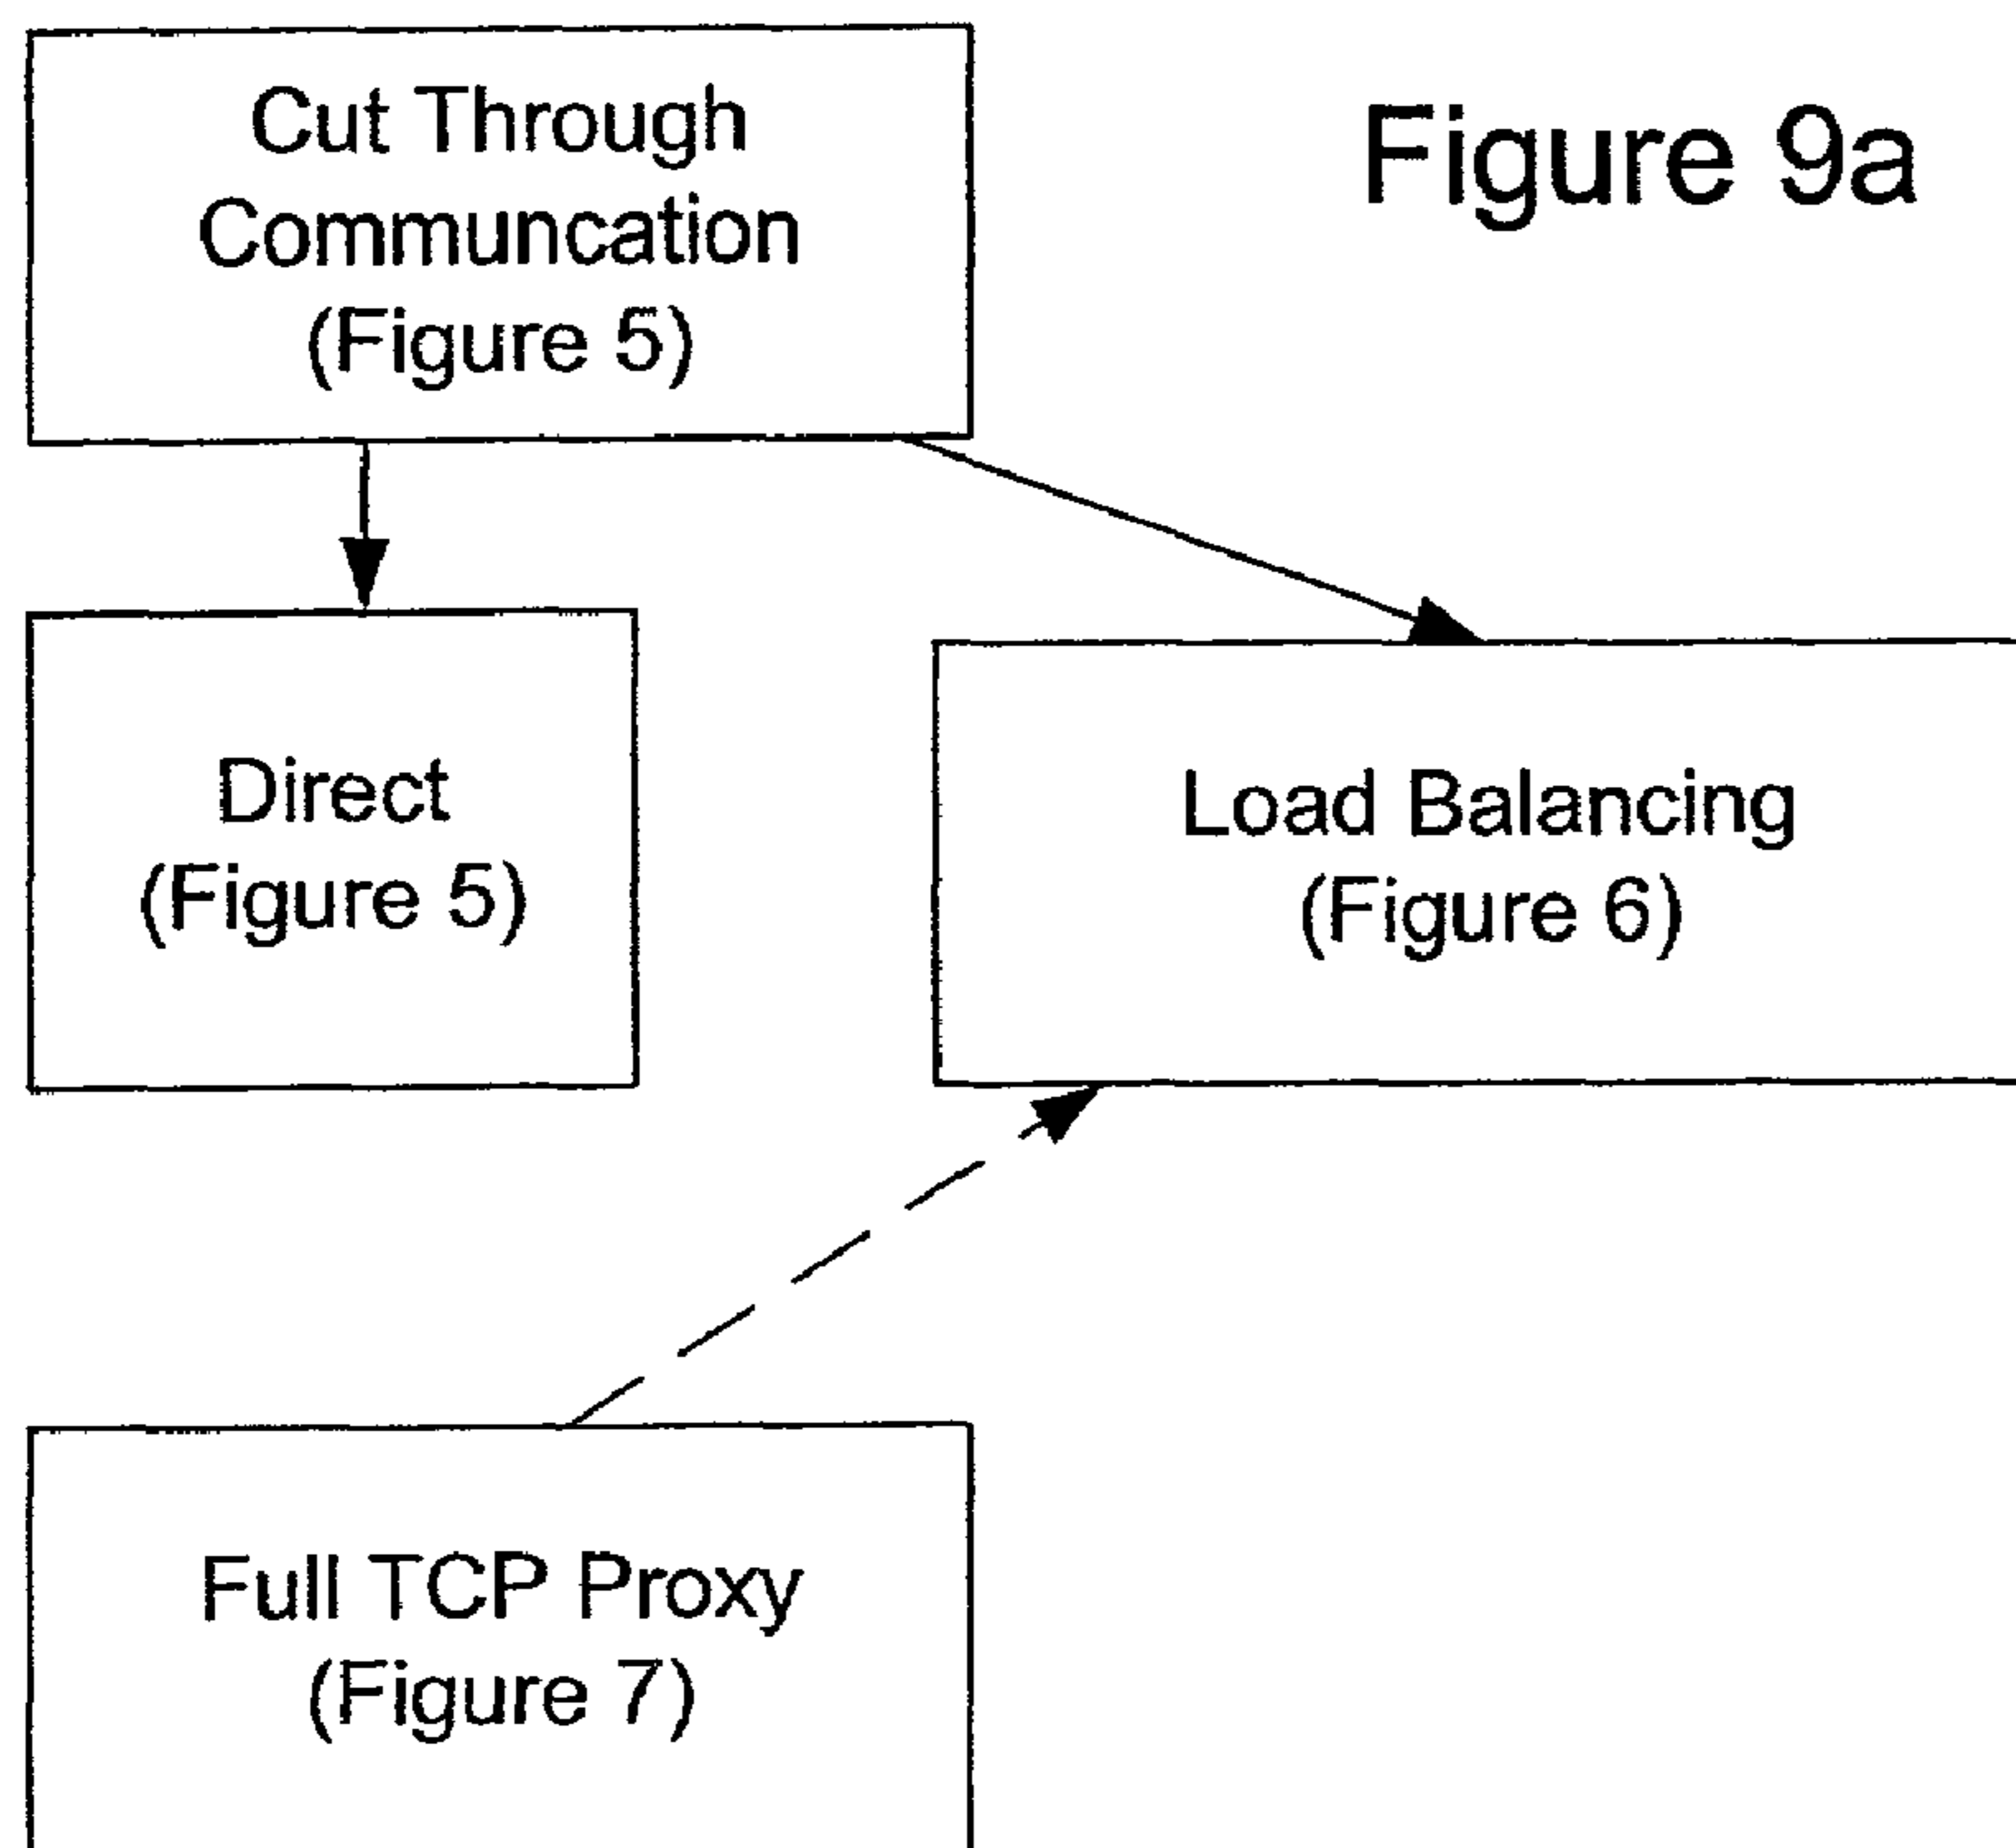 Cut Through
Communcation
(Figure 5)
Figure 9a
Direct
(Figure 5)
Load Balancing
(Figure 6)
Full TCP Proxy
(Figure 7)